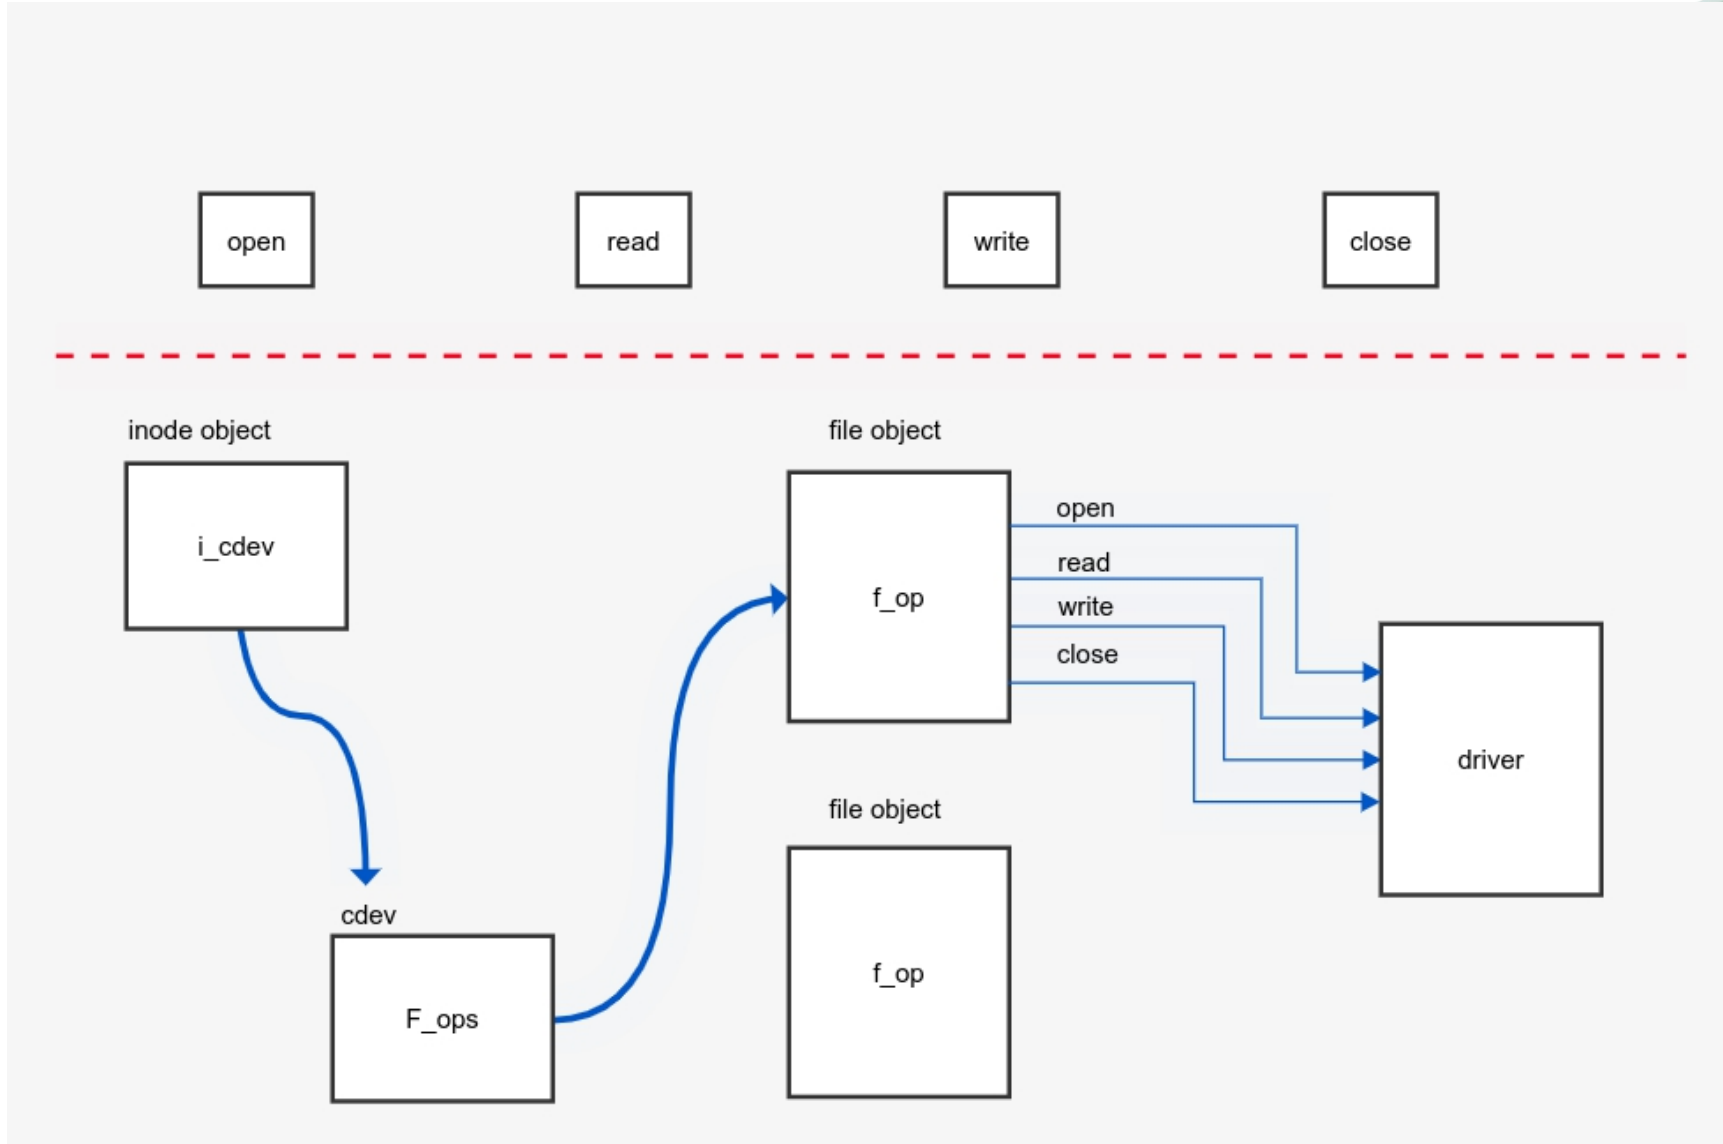 open
read
write
close
inode object
i_cdev
cdev
F_ops
file object
f_op
open
read
write
close
driver
file object
f_op